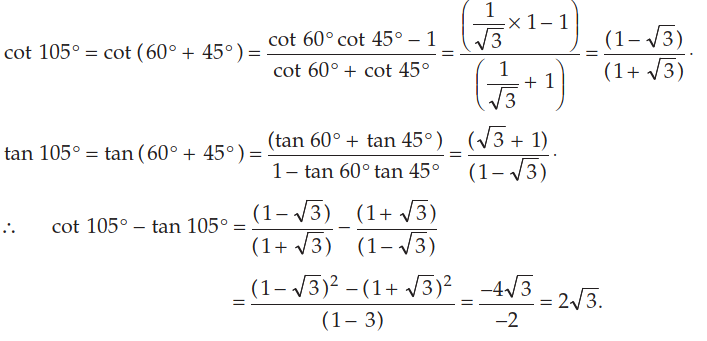 cot 105° = cot (60° + 45°) = (cot 60° cot 45° − 1)/(cot 60° + cot 45°) = (1/√3 × 1 − 1)/(1/√3 + 1) = (1 − √3)/(1 + √3) ·
tan 105° = tan (60° + 45°) = (tan 60° + tan 45°)/(1 − tan 60° tan 45°) = (√3 + 1)/(1 − √3) ·
∴ cot 105° − tan 105° = (1 − √3)/(1 + √3) − (1 + √3)/(1 − √3)
= ((1 − √3)² − (1 + √3)²)/(1 − 3) = −4√3/−2 = 2√3.